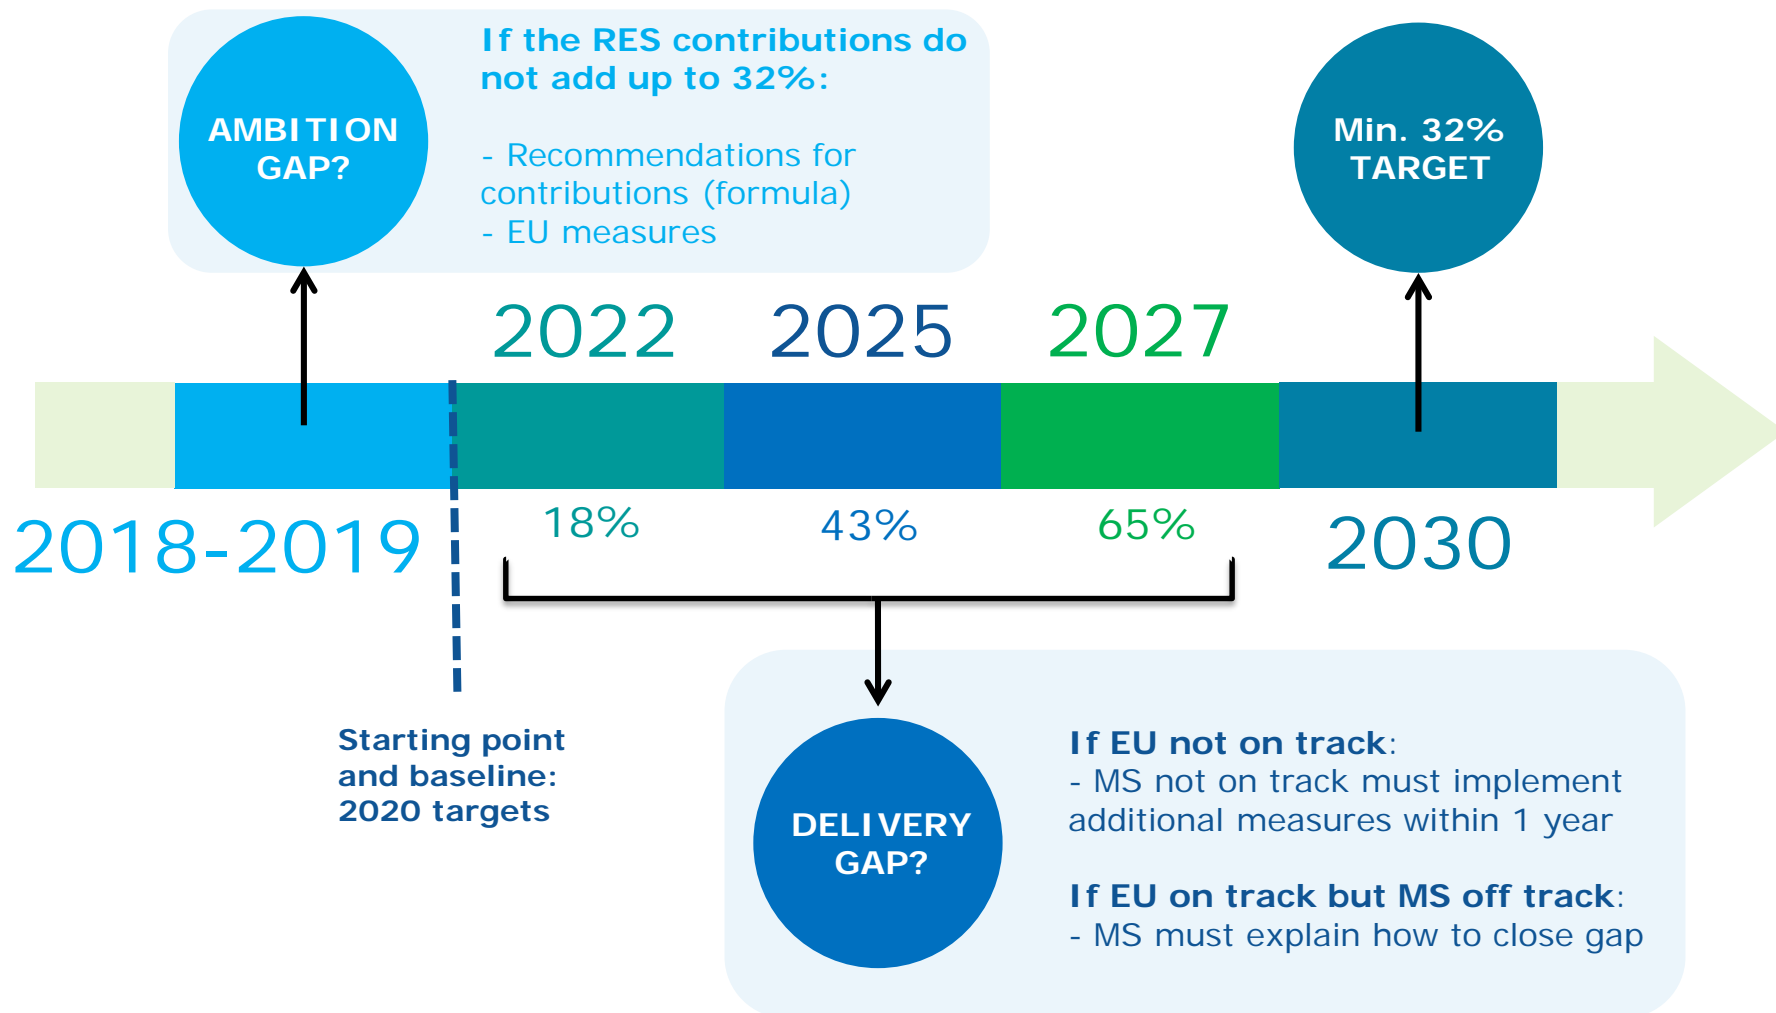 AMBITION
GAP?
If the RES contributions do
not add up to 32%:
- Recommendations for
contributions (formula)
- EU measures
Min. 32%
TARGET
2022
2025
2027
2018-2019
18%
43%
65%
2030
Starting point
and baseline:
2020 targets
DELIVERY
GAP?
If EU not on track:
- MS not on track must implement
additional measures within 1 year
If EU on track but MS off track:
- MS must explain how to close gap